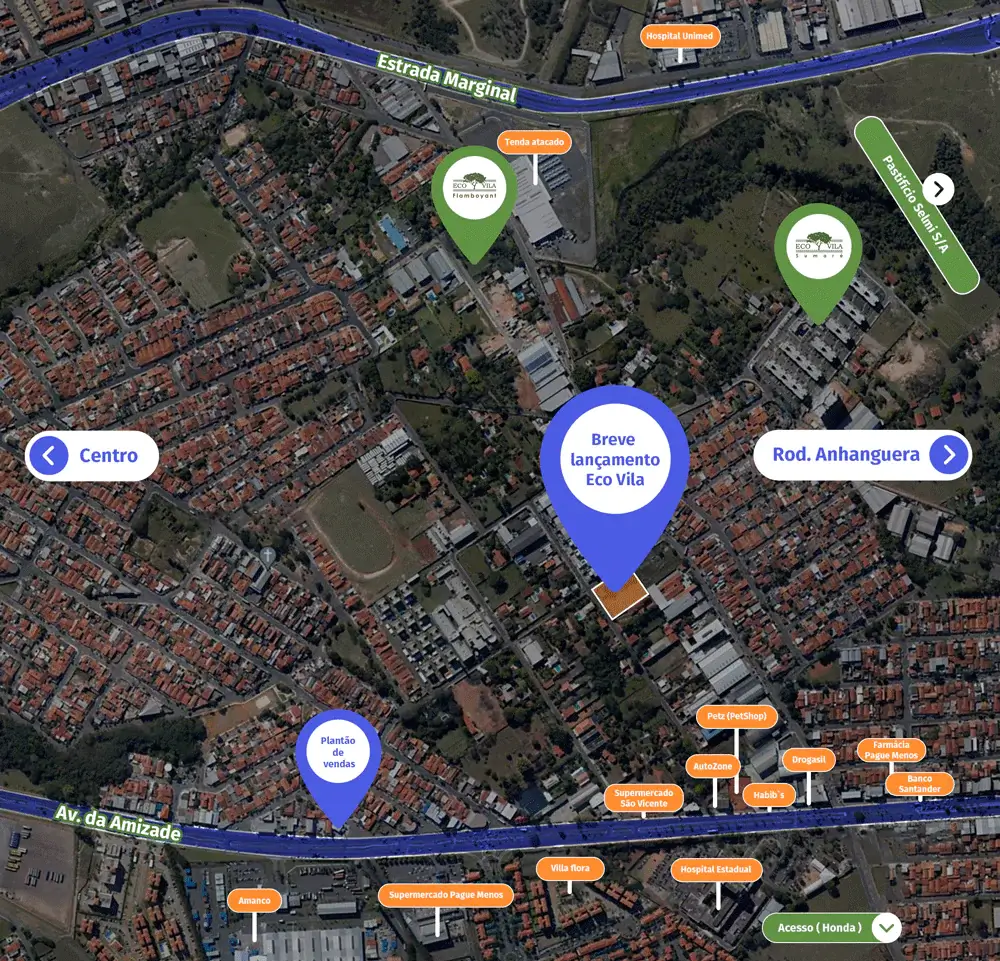 Hospital Unimed
Estrada Marginal
Tenda atacado
ECO VILA
Flamboyant
Pastifício Selmi S/A
ECO VILA
Sumaré
Breve
lançamento
Eco Vila
Centro
Rod. Anhanguera
Petz (PetShop)
Plantão
de
vendas
Farmácia
Pague Menos
Drogasil
AutoZone
Banco
Santander
Supermercado
São Vicente
Habib`s
Av. da Amizade
Villa flora
Hospital Estadual
Supermercado Pague Menos
Amanco
Acesso ( Honda )